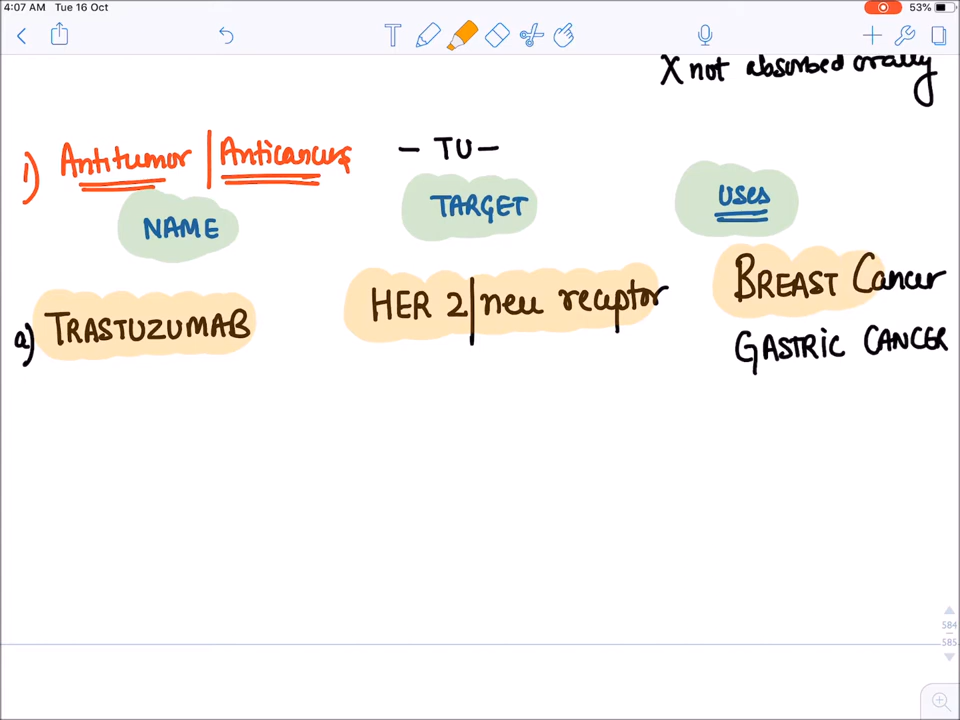 4:07 AM Tue 16 Oct 53%
T
X not absorbed orally
1) Antitumor | Anticancers - TU -
NAME TARGET USES
a) TRASTUZUMAB HER 2 | neu receptor BREAST Cancer
GASTRIC CANCER
584
585